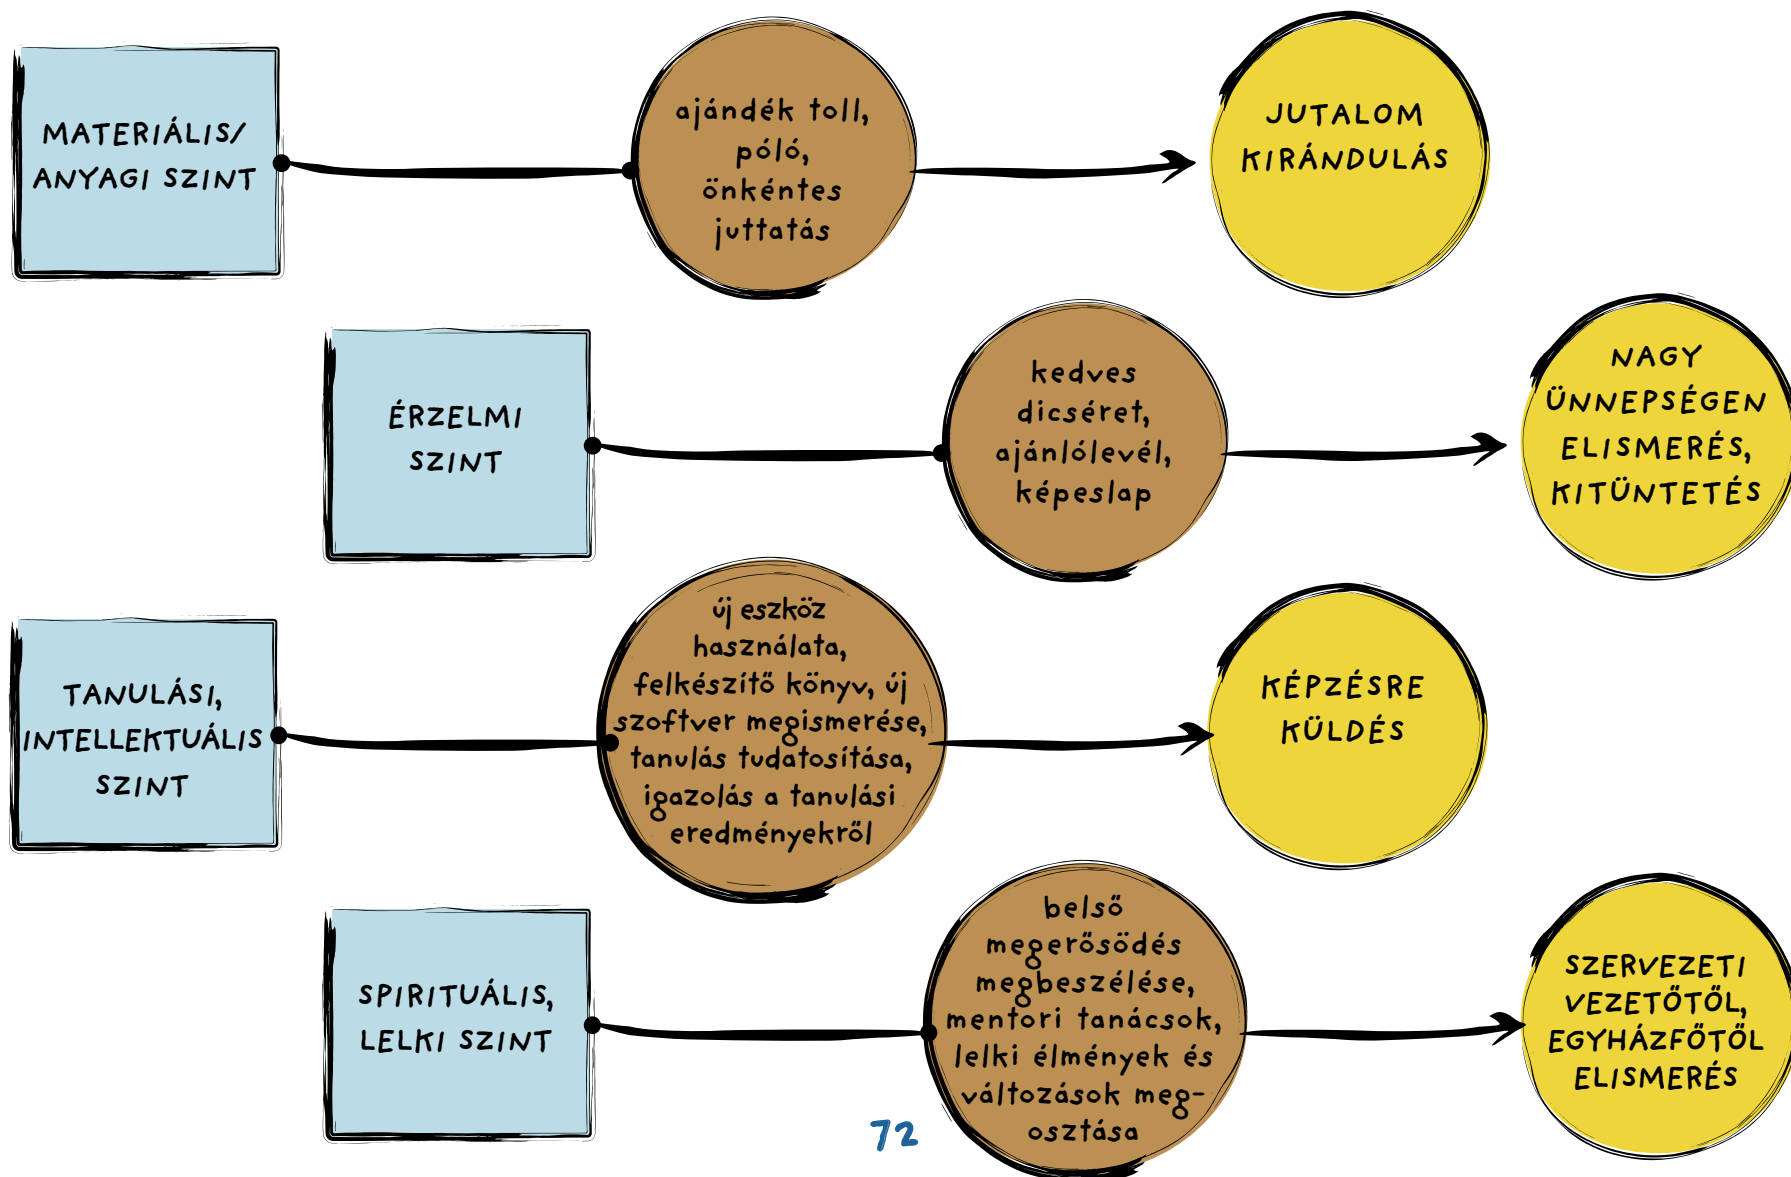 MATERIÁLIS/
ANYAGI SZINT
ajándék toll,
póló,
önkéntes
juttatás
JUTALOM
KIRÁNDULÁS
ÉRZELMI
SZINT
kedves
dicséret,
ajánlólevél,
képeslap
NAGY
ÜNNEPSÉGEN
ELISMERÉS,
KITÜNTETÉS
TANULÁSI,
INTELLEKTUÁLIS
SZINT
új eszköz
használata,
felkészítő könyv, új
szoftver megismerése,
tanulás tudatosítása,
igazolás a tanulási
eredményekről
KÉPZÉSRE
KÜLDÉS
SPIRITUÁLIS,
LELKI SZINT
belső
megerősödés
megbeszélése,
mentori tanácsok,
lelki élmények és
változások meg-
osztása
SZERVEZETI
VEZETŐTŐL,
EGYHÁZFŐTŐL
ELISMERÉS
72